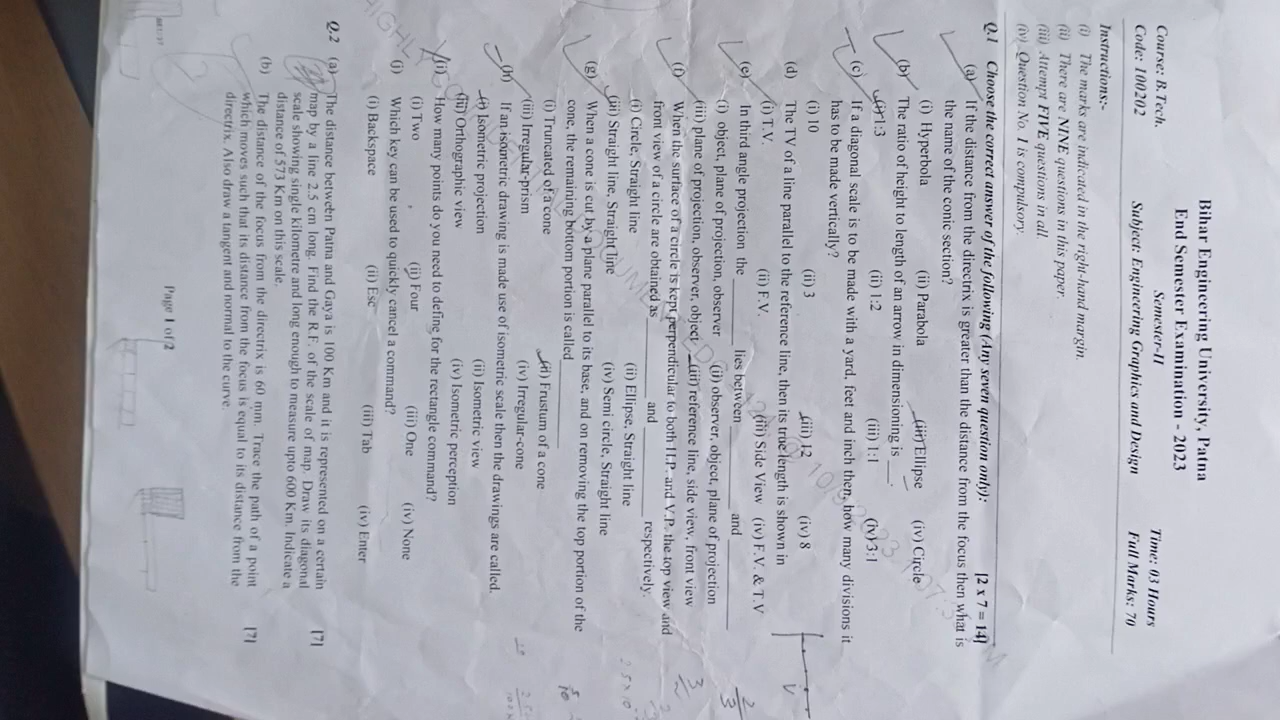 Bihar Engineering University, Patna
End Semester Examination - 2023
Course: B.Tech. Semester-II Time: 03 Hours
Code: 100202 Subject: Engineering Graphics and Design Full Marks: 70
Instructions:-
(i) The marks are indicated in the right-hand margin.
(ii) There are NINE questions in this paper.
(iii) Attempt FIVE questions in all.
(iv) Question No. 1 is compulsory.
Q.1 Choose the correct answer of the following (Any seven question only): [2 x 7 = 14]
(a) If the distance from the directrix is greater than the distance from the focus then what is
the name of the conic section?
(i) Hyperbola (ii) Parabola (iii) Ellipse (iv) Circle
(b) The ratio of height to length of an arrow in dimensioning is ___.
(i) 1:3 (ii) 1:2 (iii) 1:1 (iv) 3:1
(c) If a diagonal scale is to be made with a yard, feet and inch then, how many divisions it
has to be made vertically?
(i) 10 (ii) 3 (iii) 12 (iv) 8
(d) The TV of a line parallel to the reference line, then its true length is shown in
(i) T.V. (ii) F.V. (iii) Side View (iv) F.V. & T.V
(e) In third angle projection the ________ lies between ________ and ________
(i) object, plane of projection, observer (ii) observer, object, plane of projection
(iii) plane of projection, observer, object (iii) reference line, side view, front view
(f) When the surface of a circle is kept perpendicular to both H.P. and V.P. the top view and
front view of a circle are obtained as ________ and ________ respectively.
(i) Circle, Straight line (ii) Ellipse, Straight line
(iii) Straight line, Straight line (iv) Semi circle, Straight line
(g) When a cone is cut by a plane parallel to its base, and on removing the top portion of the
cone, the remaining bottom portion is called ________
(i) Truncated of a cone (ii) Frustum of a cone
(iii) Irregular-prism (iv) Irregular-cone
(h) If an isometric drawing is made use of isometric scale them the drawings are called.
(i) Isometric projection (ii) Isometric view
(iii) Orthographic view (iv) Isometric perception
(i) How many points do you need to define for the rectangle command?
(i) Two (ii) Four (iii) One (iv) None
(j) Which key can be used to quickly cancel a command?
(i) Backspace (ii) Esc (iii) Tab (iv) Enter
Q.2 (a) The distance between Patna and Gaya is 100 Km and it is represented on a certain [7]
map by a line 2.5 cm long. Find the R.F. of the scale of map. Draw its diagonal
scale showing single kilometre and long enough to measure upto 600 Km. Indicate a
distance of 573 Km on this scale.
(b) The distance of the focus from the directrix is 60 mm. Trace the path of a point [7]
which moves such that its distance from the focus is equal to its distance from the
directrix. Also draw a tangent and normal to the curve.
Page 1 of 2